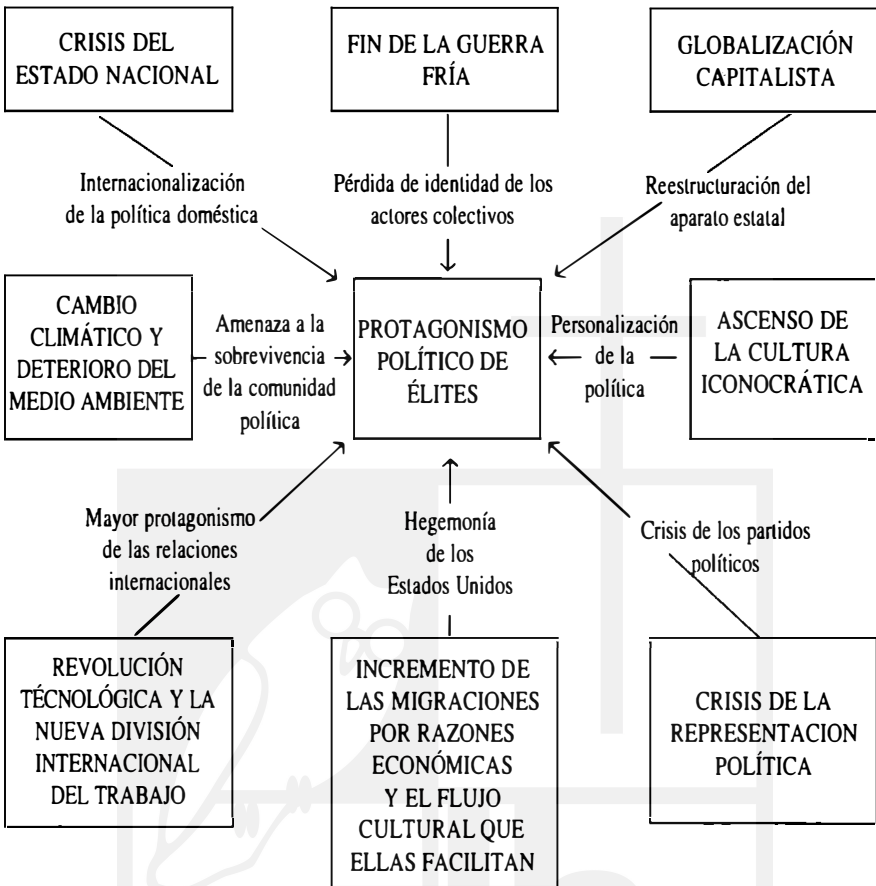 CRISIS DEL
ESTADO NACIONAL
FIN DE LA GUERRA
FRÍA
GLOBALIZACIÓN
CAPITALISTA
Internacionalización
de la política doméstica
Pérdida de identidad de los
actores colectivos
Reestructuración del
aparato estatal
CAMBIO
CLIMÁTICO Y
DETERIORO DEL
MEDIO AMBIENTE
Amenaza a la
sobrevivencia
de la comunidad
política
PROTAGONISMO
POLÍTICO DE
ÉLITES
Personalización
de la
política
ASCENSO DE
LA CULTURA
ICONOCRÁTICA
Mayor protagonismo
de las relaciones
internacionales
Hegemonía
de los
Estados Unidos
Crisis de los partidos
políticos
REVOLUCIÓN
TÉCNOLÓGICA Y LA
NUEVA DIVISIÓN
INTERNACIONAL
DEL TRABAJO
INCREMENTO DE
LAS MIGRACIONES
POR RAZONES
ECONÓMICAS
Y EL FLUJO
CULTURAL QUE
ELLAS FACILITAN
CRISIS DE LA
REPRESENTACION
POLÍTICA